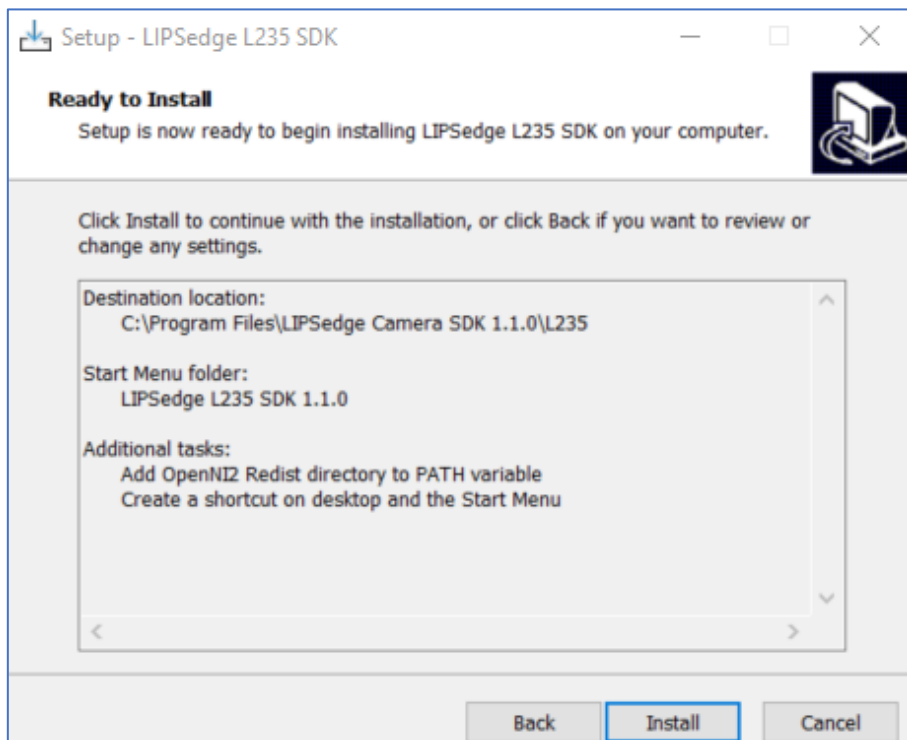 Setup - LIPSedge L235 SDK
Ready to Install
Setup is now ready to begin installing LIPSedge L235 SDK on your computer.
Click Install to continue with the installation, or click Back if you want to review or
change any settings.
Destination location:
C:\Program Files\LIPSedge Camera SDK 1.1.0\L235
Start Menu folder:
LIPSedge L235 SDK 1.1.0
Additional tasks:
Add OpenNI2 Redist directory to PATH variable
Create a shortcut on desktop and the Start Menu
Back Install Cancel